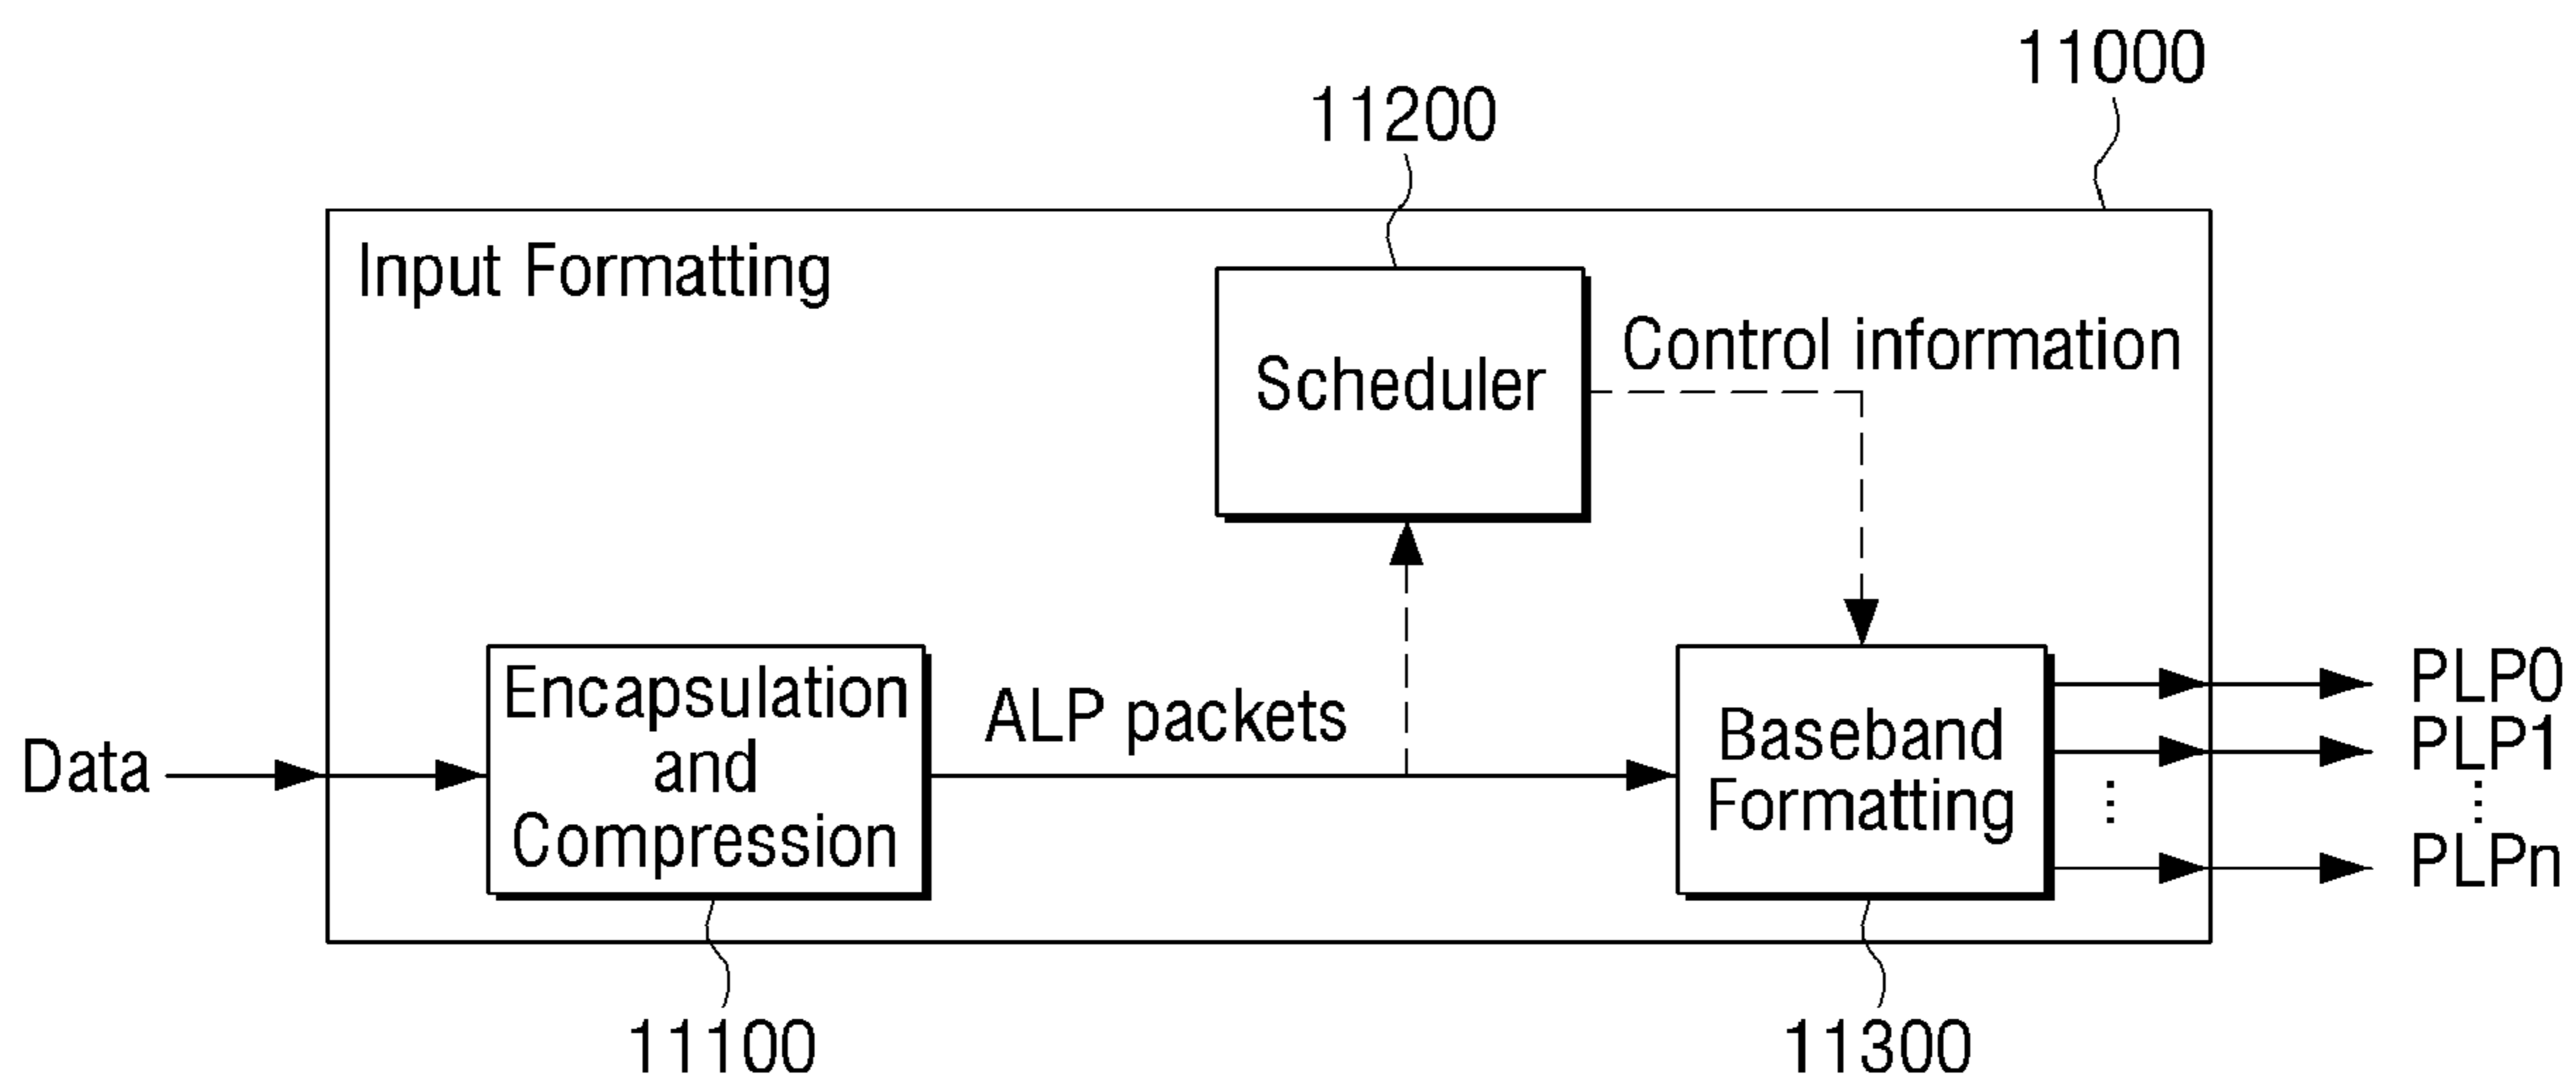 11000
11200
Input Formatting
Control information
Scheduler
Encapsulation
and
Compression
ALP packets
Data
Baseband
Formatting
PLP0
PLP1
⋮
⋮
PLPn
11100
11300